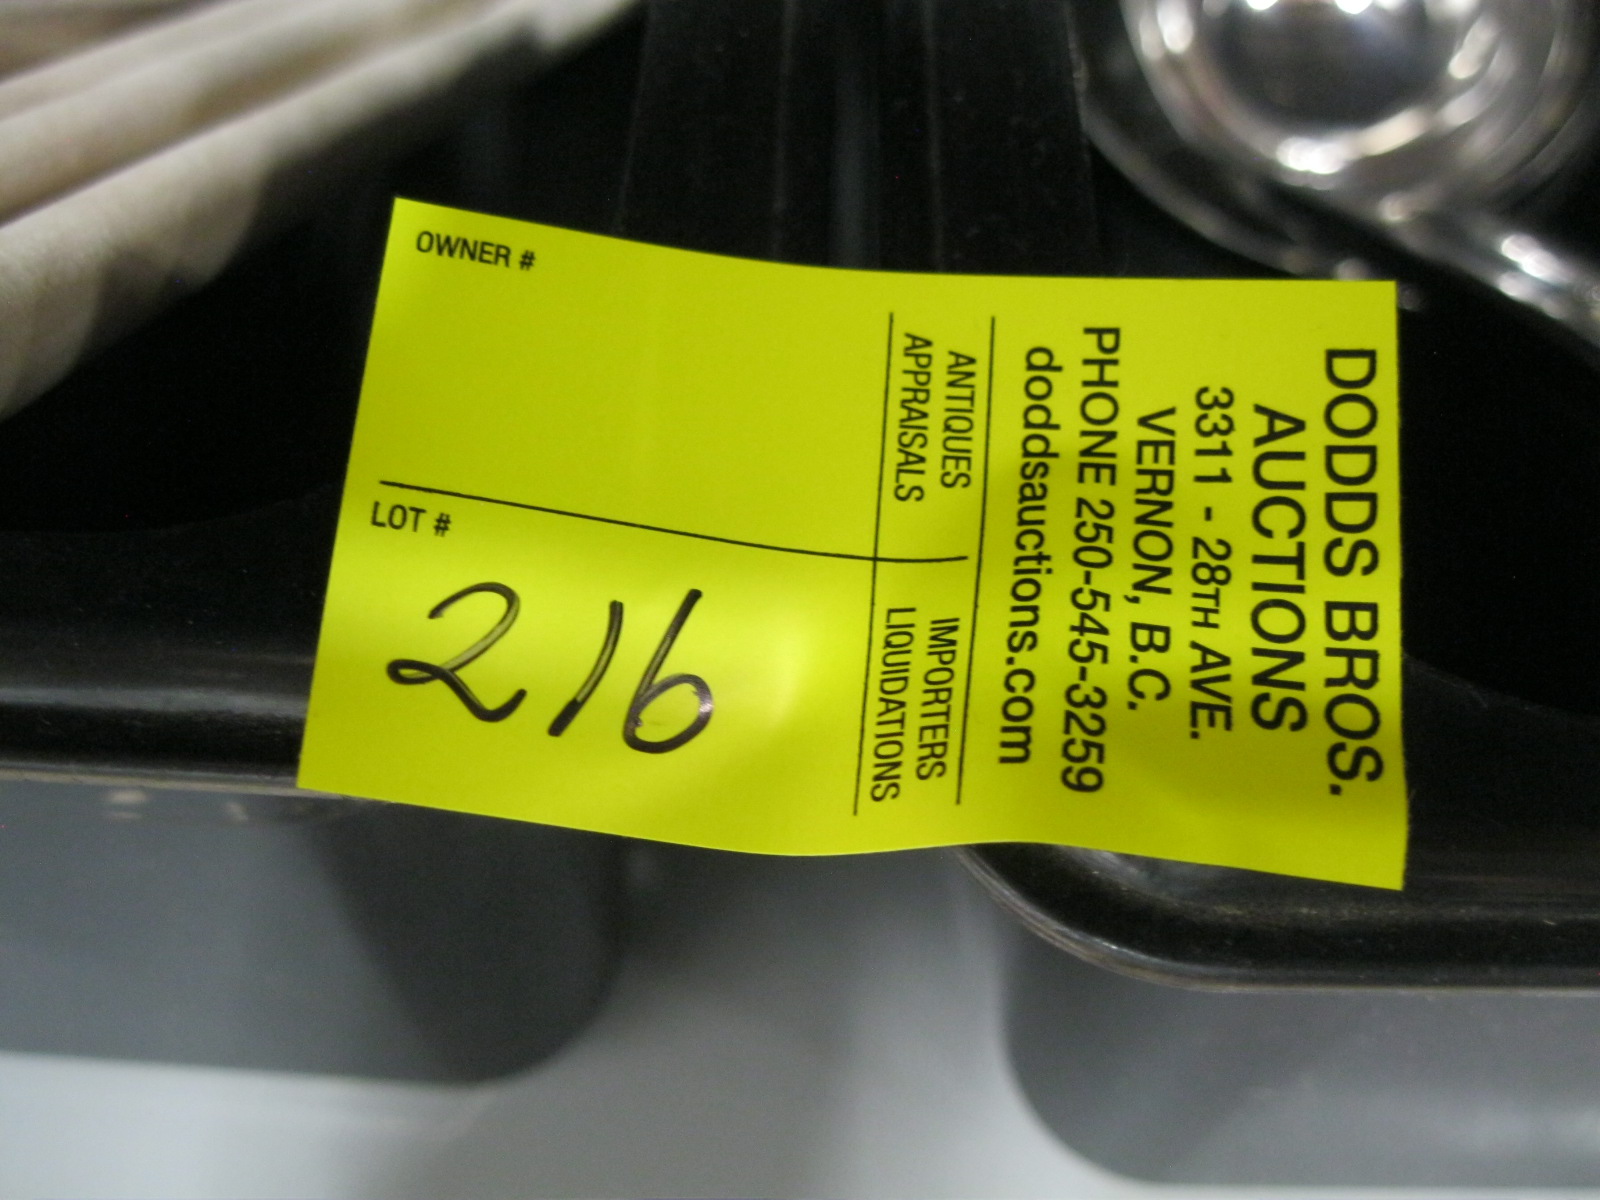 DODDS BROS.
AUCTIONS
3311 - 28TH AVE.
VERNON, B.C.
PHONE 250-545-3259
doddsauctions.com
ANTIQUES
APPRAISALS
IMPORTERS
LIQUIDATIONS
OWNER #
LOT #
216